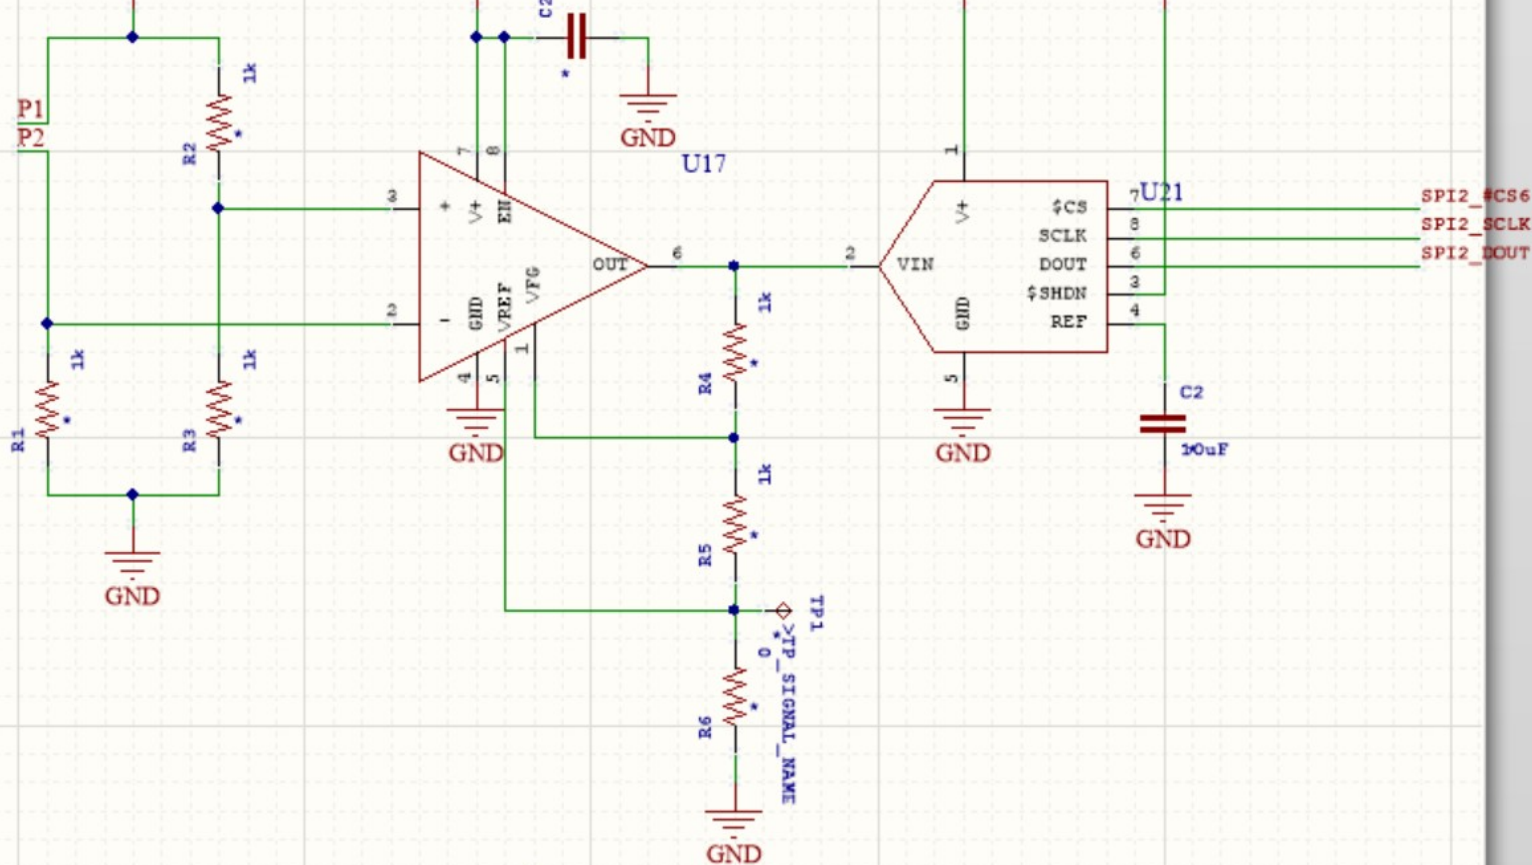 C2
1k
*
P1
P2
*
R2
GND
U17
7
8
3
+
V+
EN
OUT
6
VFG
VREF
GND
2
-
1
4
5
GND
1
U21
V+
$CS
7
SPI2_#CS6
SCLK
8
SPI2_SCLK
2
VIN
DOUT
6
SPI2_DOUT
$SHDN
3
GND
REF
4
5
GND
C2
10uF
GND
1k
*
R1
1k
*
R3
GND
1k
*
R4
1k
*
R5
TP1
>TP_SIGNAL_NAME
*
0
*
R6
GND